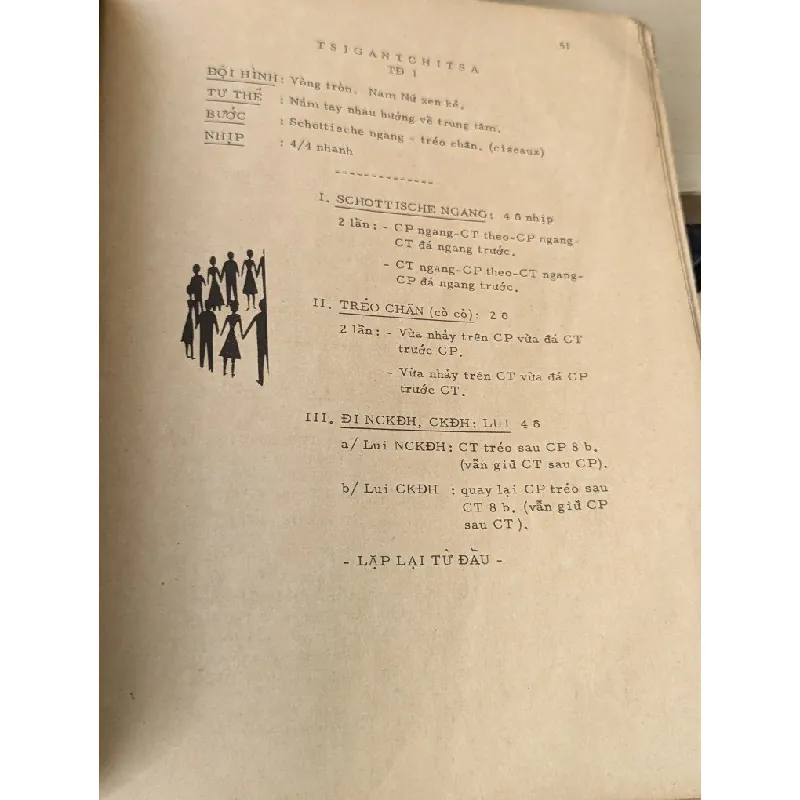 51
TSIGANTCHITSA
TĐ 1
ĐỘI HÌNH : Vòng tròn. Nam Nữ xen kẻ.
TƯ THẾ : Nắm tay nhau hướng về trung tâm.
BƯỚC : Schottische ngang - tréo chân. (ciseaux)
NHỊP : 4/4 nhanh
I. SCHOTTISCHE NGANG: 4 ô nhịp
2 lần: - CP ngang-CT theo-CP ngang-
CT đá ngang trước.
- CT ngang-CP theo-CT ngang-
CP đá ngang trước.
II. TRÉO CHÂN (cò cò): 2 ô
2 lần: - Vừa nhảy trên CP vừa đá CT
trước CP.
- Vừa nhảy trên CT vừa đá CP
trước CT.
III. ĐI NCKĐH, CKĐH: LUI 4 ô
a/ Lui NCKĐH: CT tréo sau CP 8 b.
(vẫn giữ CT sau CP).
b/ Lui CKĐH : quay lại CP tréo sau
CT 8 b. (vẫn giữ CP
sau CT).
- LẶP LẠI TỪ ĐẦU -